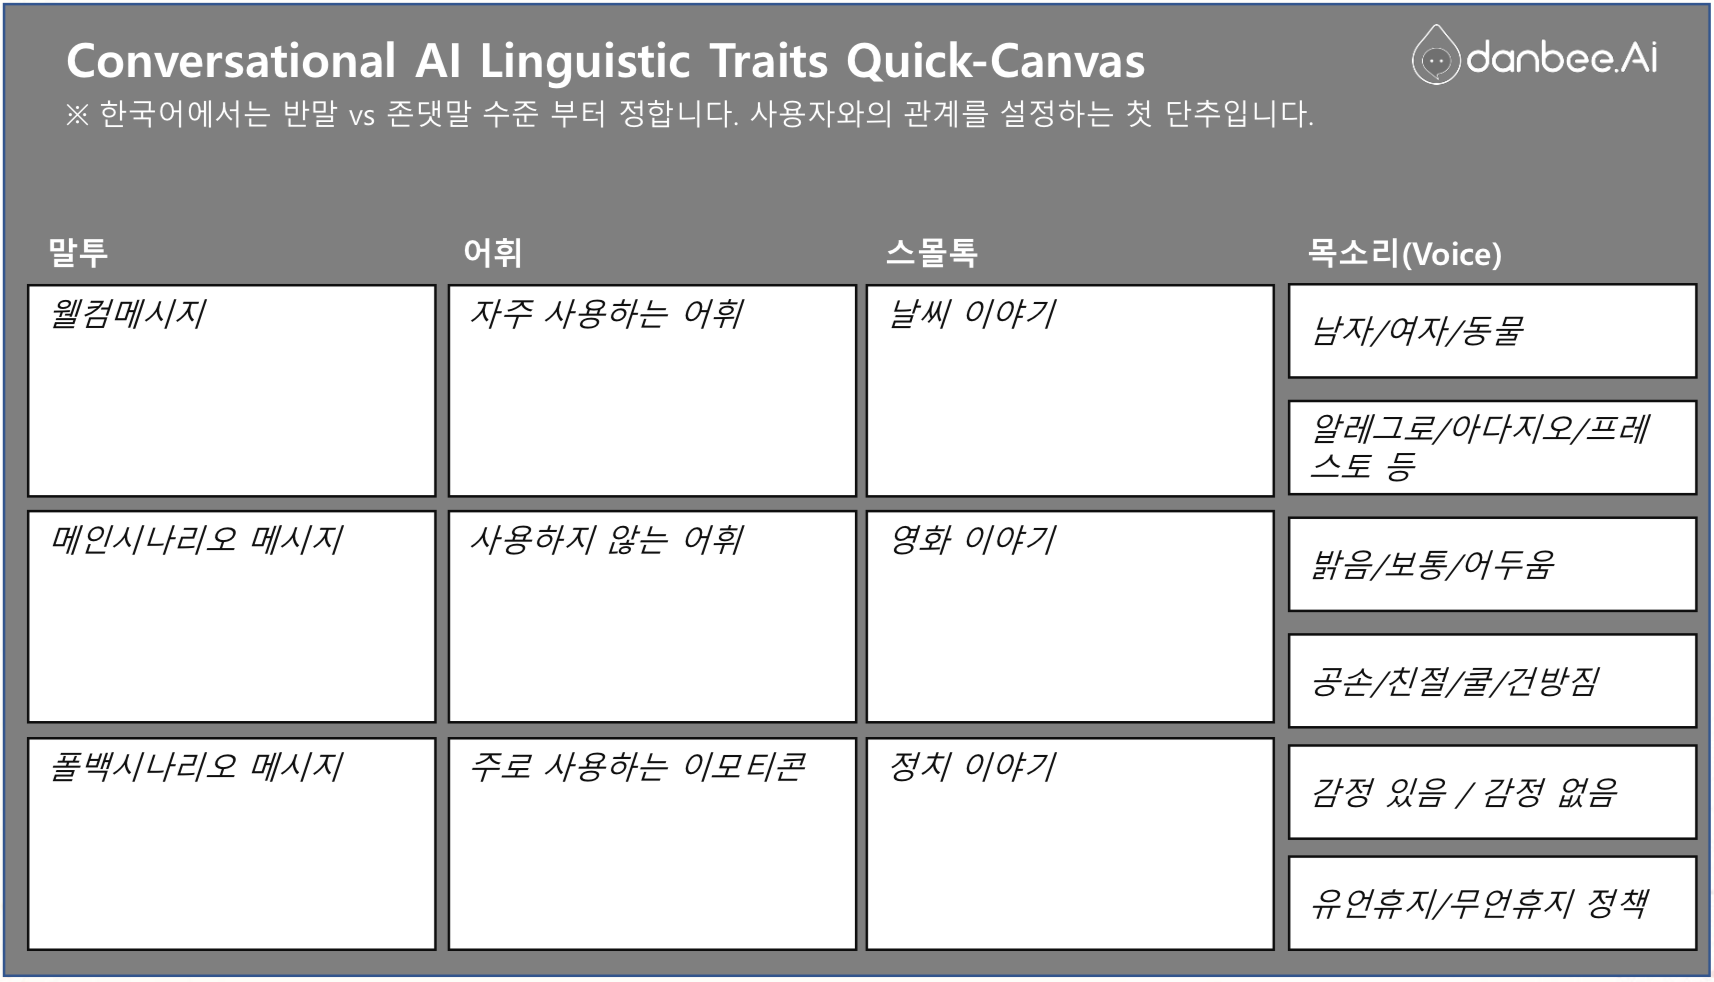 Conversational AI Linguistic Traits Quick-Canvas
danbee.Ai
※ 한국어에서는 반말 vs 존댓말 수준 부터 정합니다. 사용자와의 관계를 설정하는 첫 단추입니다.
말투
웰컴메시지
메인시나리오 메시지
폴백시나리오 메시지
어휘
자주 사용하는 어휘
사용하지 않는 어휘
주로 사용하는 이모티콘
스몰톡
날씨 이야기
영화 이야기
정치 이야기
목소리(Voice)
남자/여자/동물
알레그로/아다지오/프레
스토 등
밝음/보통/어두움
공손/친절/쿨/건방짐
감정 있음 / 감정 없음
유언휴지/무언휴지 정책